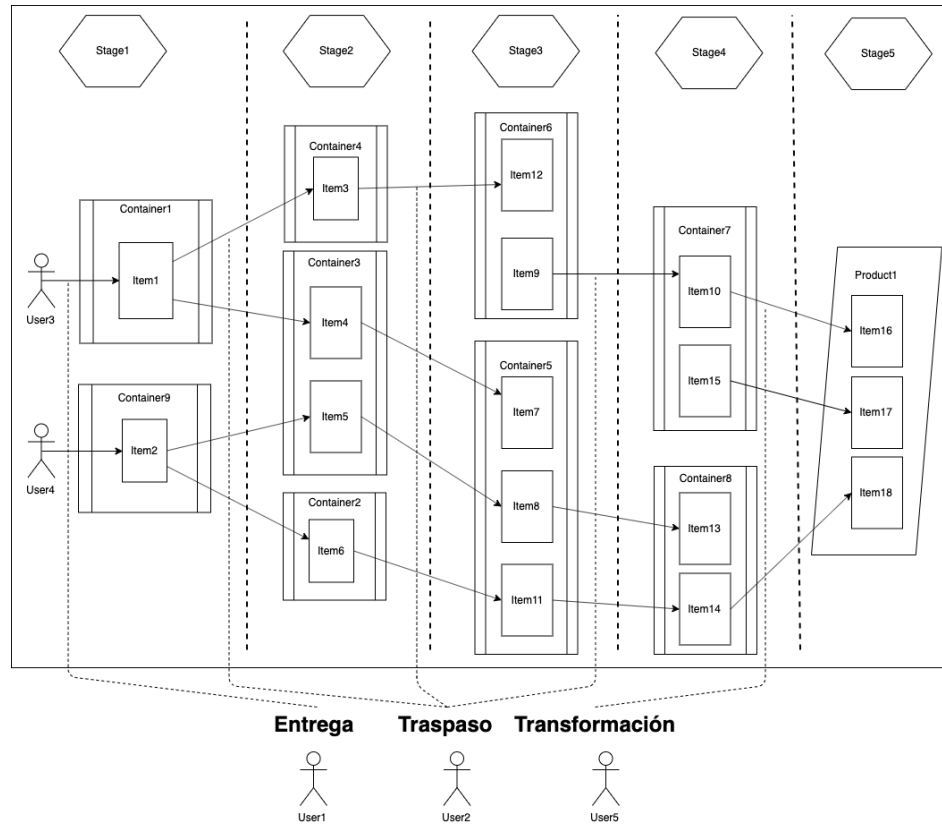 Stage1
Stage2
Stage3
Stage4
Stage5
Container1
Item1
User3
Container9
Item2
User4
Container4
Item3
Container3
Item4
Item5
Container2
Item6
Container6
Item12
Item9
Container5
Item7
Item8
Item11
Container7
Item10
Item15
Container8
Item13
Item14
Product1
Item16
Item17
Item18
Entrega
Traspaso
Transformación
User1
User2
User5